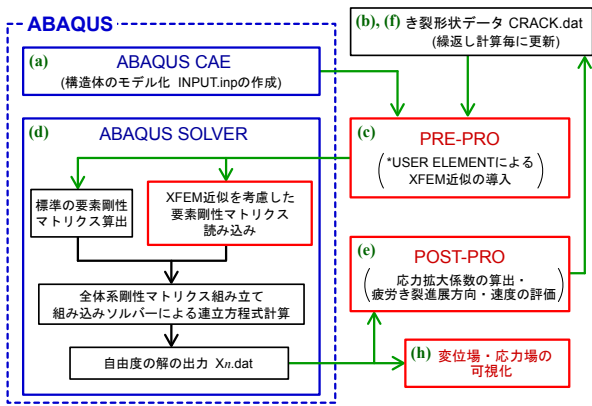 ABAQUS
(a) ABAQUS CAE
(構造体のモデル化 INPUT.inpの作成)
(b), (f) き裂形状データ CRACK.dat
(繰返し計算毎に更新)
(c) PRE-PRO
(*USER ELEMENTによる
XFEM近似の導入)
(d) ABAQUS SOLVER
標準の要素剛性
マトリクス算出
XFEM近似を考慮した
要素剛性マトリクス
読み込み
全体系剛性マトリクス組み立て
組み込みソルバーによる連立方程式計算
自由度の解の出力 Xn.dat
(e) POST-PRO
(応力拡大係数の算出・
疲労き裂進展方向・速度の評価)
(h) 変位場・応力場の
可視化